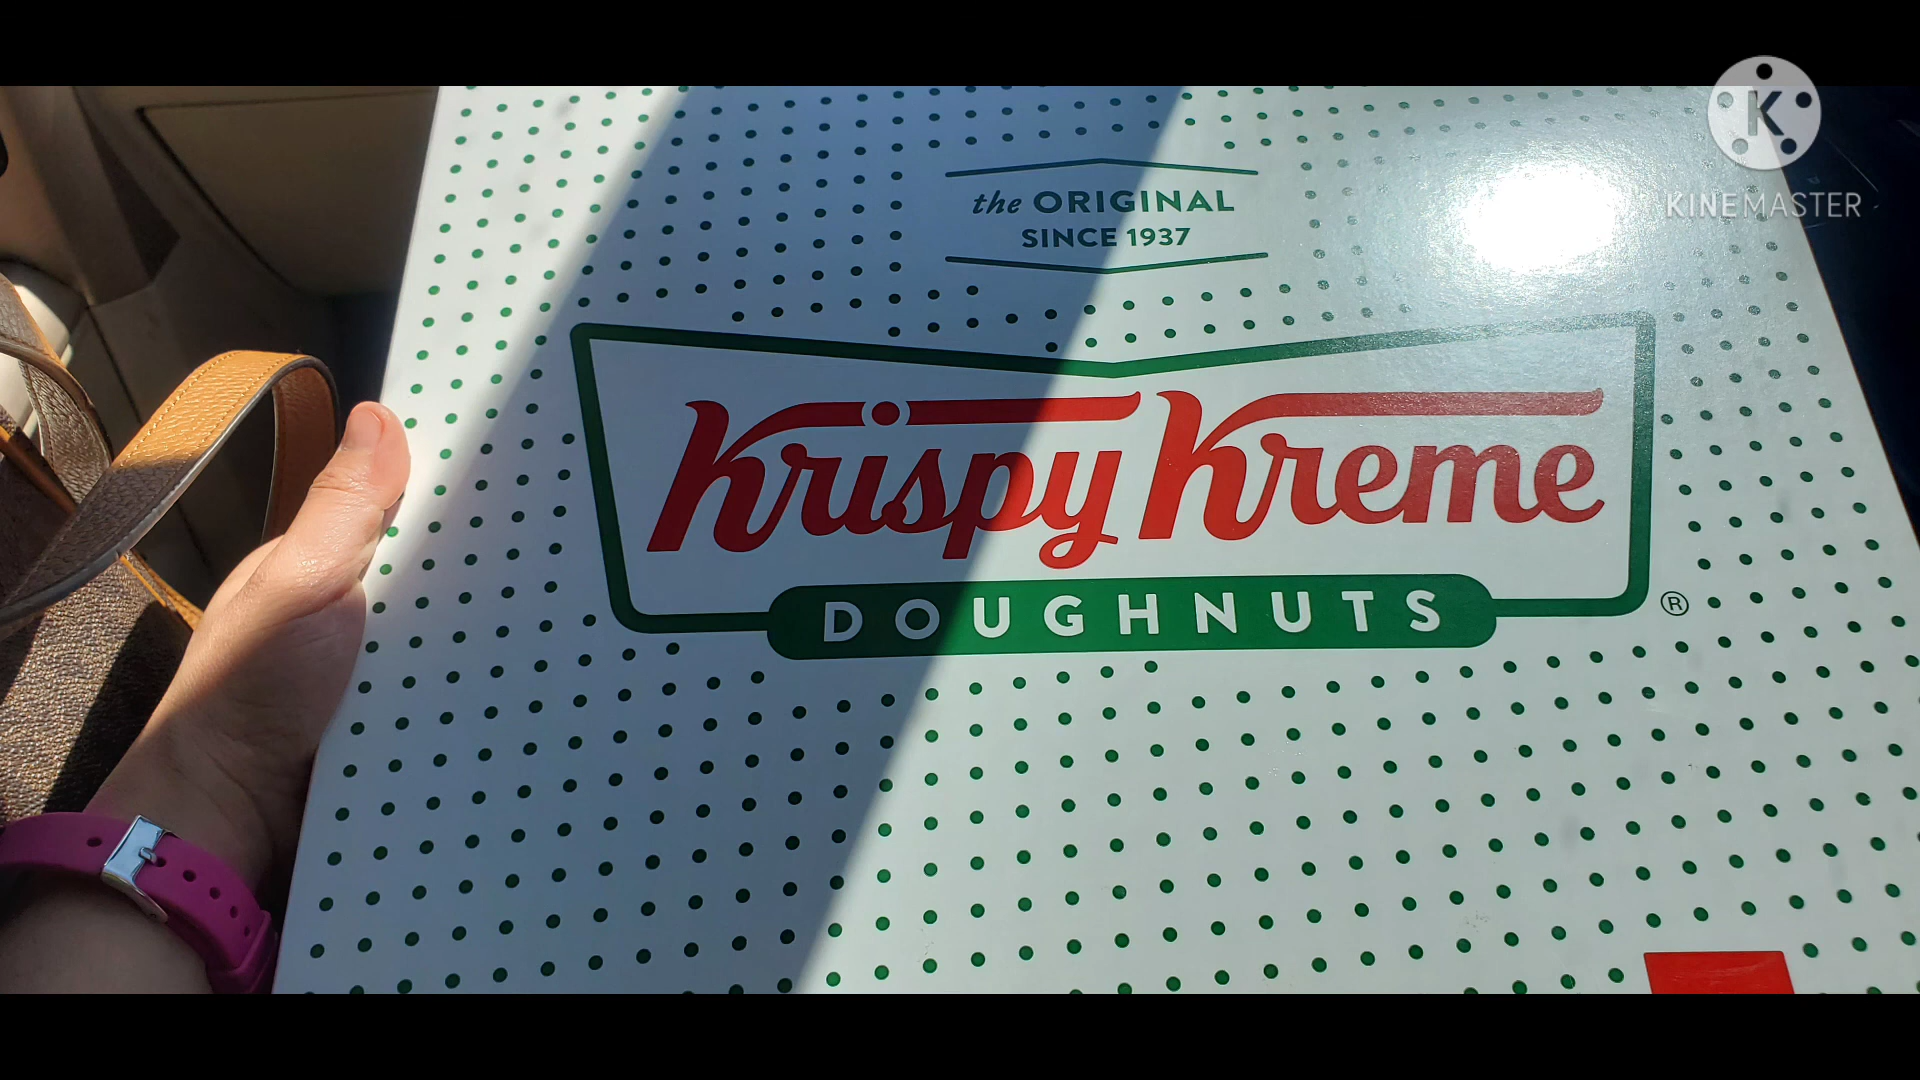 K
KINEMASTER
the ORIGINAL
SINCE 1937
Krispy Kreme
DOUGHNUTS ®